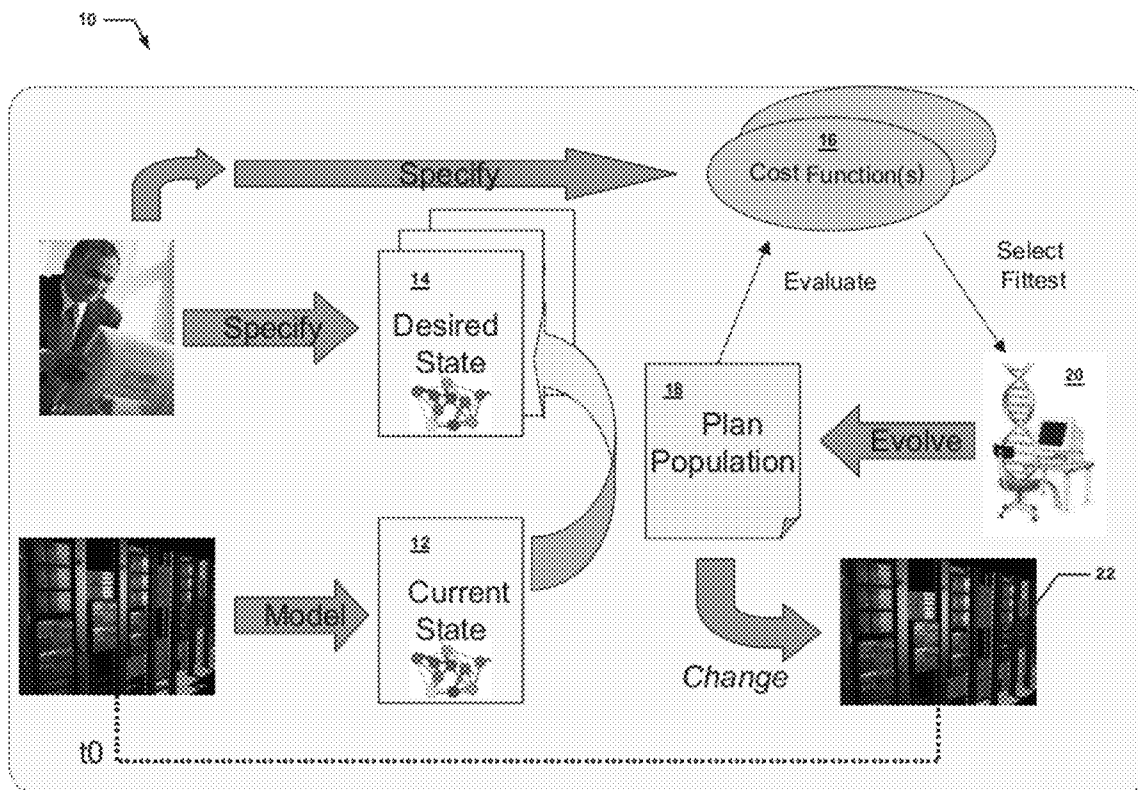 10
16
Cost Function(s)
Specify
Select
Fittest
Evaluate
14
Desired
State
Specify
20
18
Plan
Population
Evolve
12
Current
State
Model
22
Change
t0